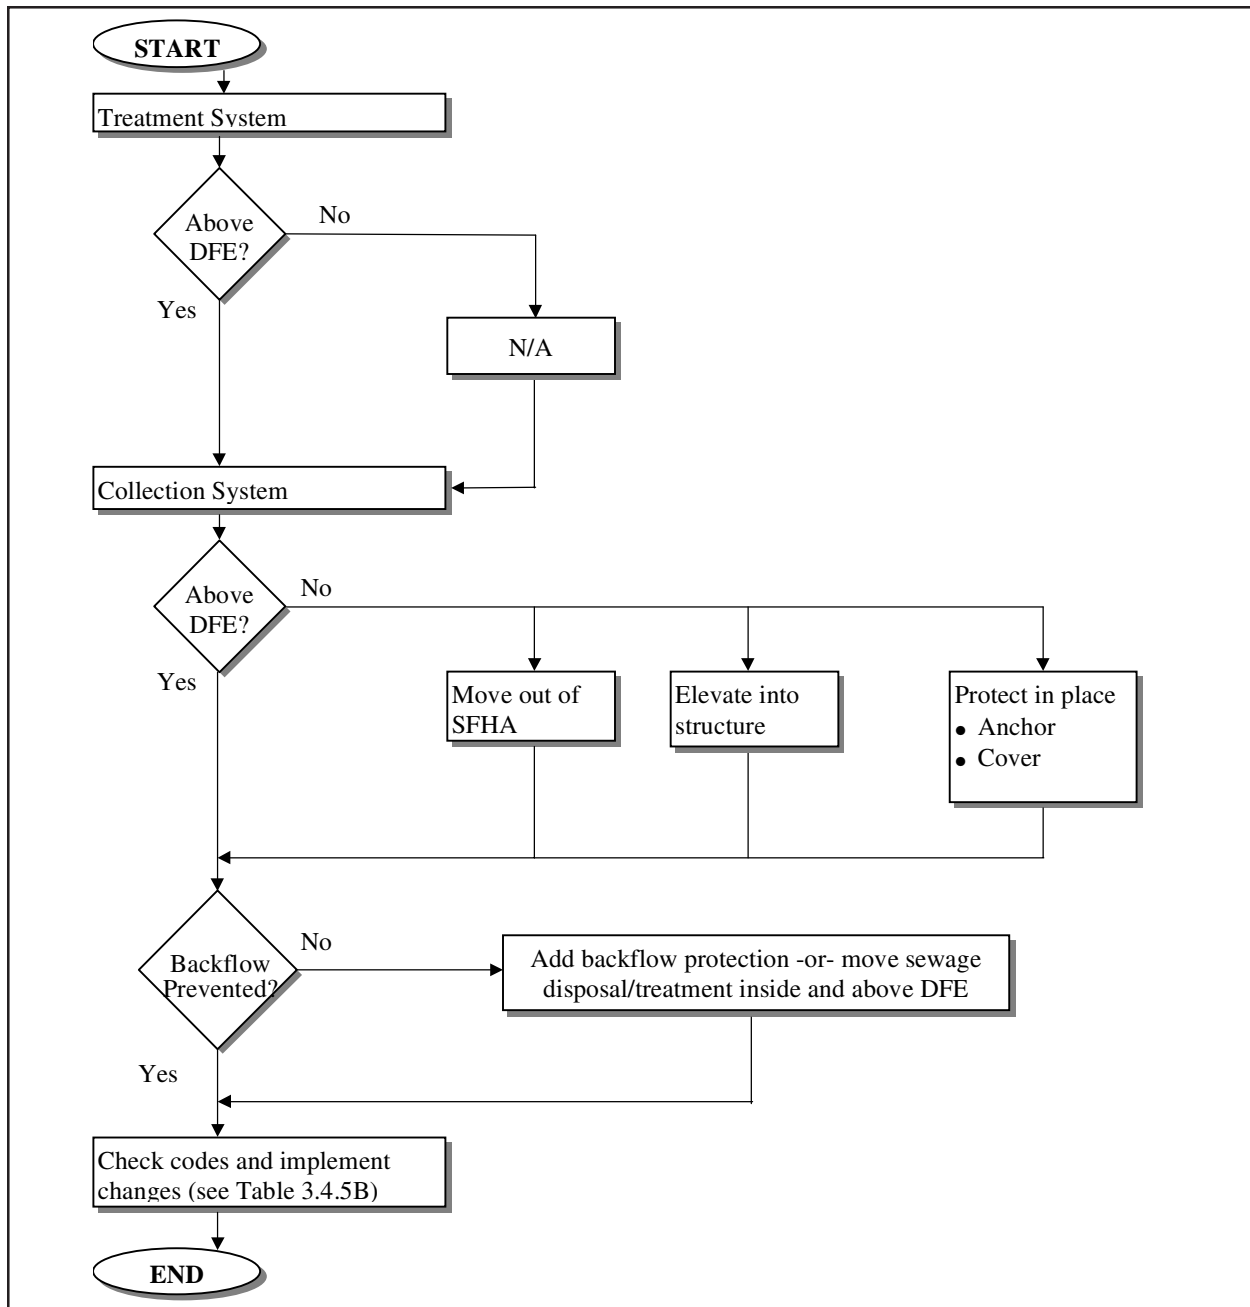 START
Treatment System
Above
DFE?
No
Yes
N/A
Collection System
Above
DFE?
No
Yes
Move out of
SFHA
Elevate into
structure
Protect in place
● Anchor
● Cover
Backflow
Prevented?
No
Yes
Add backflow protection -or- move sewage
disposal/treatment inside and above DFE
Check codes and implement
changes (see Table 3.4.5B)
END